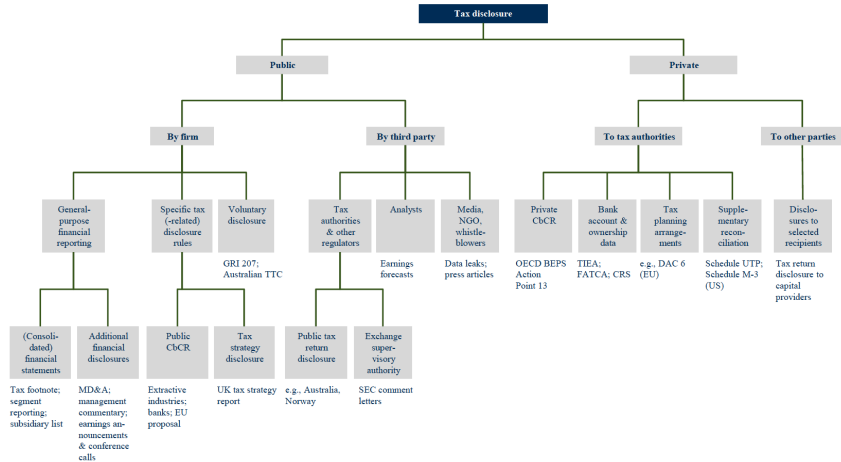 Tax disclosure
Public
Private
By firm
By third party
To tax authorities
To other parties
General-
purpose
financial
reporting
Specific tax
(-related)
disclosure
rules
Voluntary
disclosure
GRI 207;
Australian TTC
Tax
authorities
& other
regulators
Analysts
Earnings
forecasts
Media,
NGO,
whistle-
blowers
Data leaks;
press articles
Private
CbCR
OECD BEPS
Action
Point 13
Bank
account &
ownership
data
TIEA;
FATCA; CRS
Tax
planning
arrange-
ments
e.g., DAC 6
(EU)
Supple-
mentary
recon-
ciliation
Schedule UTP;
Schedule M-3
(US)
Disclo-
sures to
selected
recipients
Tax return
disclosure to
capital
providers
(Consoli-
dated)
financial
statements
Tax footnote;
segment
reporting;
subsidiary list
Additional
financial
disclosures
MD&A;
management
commentary;
earnings an-
nouncements
& conference
calls
Public
CbCR
Extractive
industries;
banks; EU
proposal
Tax
strategy
disclosure
UK tax strategy
report
Public tax
return
disclosure
e.g., Australia,
Norway
Exchange
super-
visory
authority
SEC comment
letters